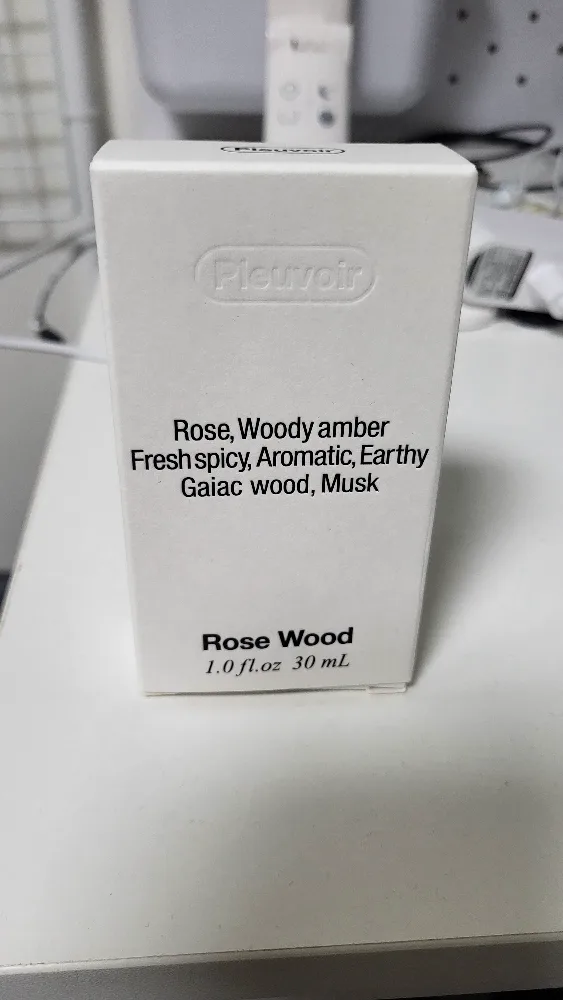 Pleuvoir
Pleuvoir
Rose, Woody amber
Fresh spicy, Aromatic, Earthy
Gaiac wood, Musk
Rose Wood
1.0 fl.oz 30 mL